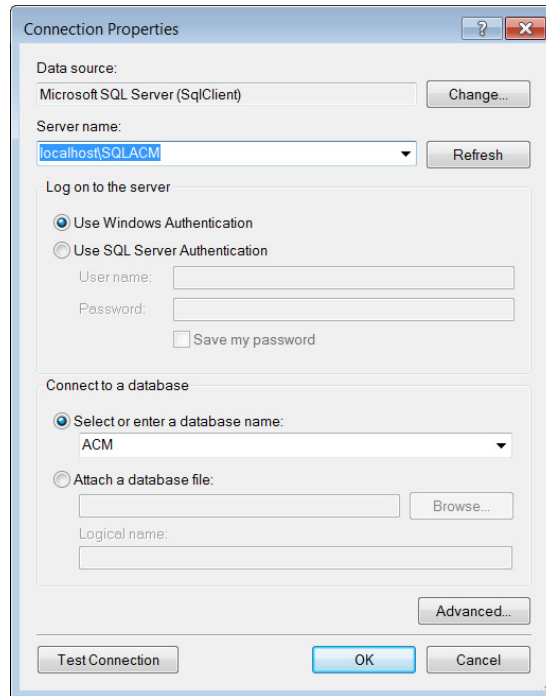 Connection Properties
Data source:
Microsoft SQL Server (SqlClient)
Change...
Server name:
localhost\SQLACM
Refresh
Log on to the server
Use Windows Authentication
Use SQL Server Authentication
User name:
Password:
Save my password
Connect to a database
Select or enter a database name:
ACM
Attach a database file:
Browse...
Logical name:
Advanced...
Test Connection
OK
Cancel